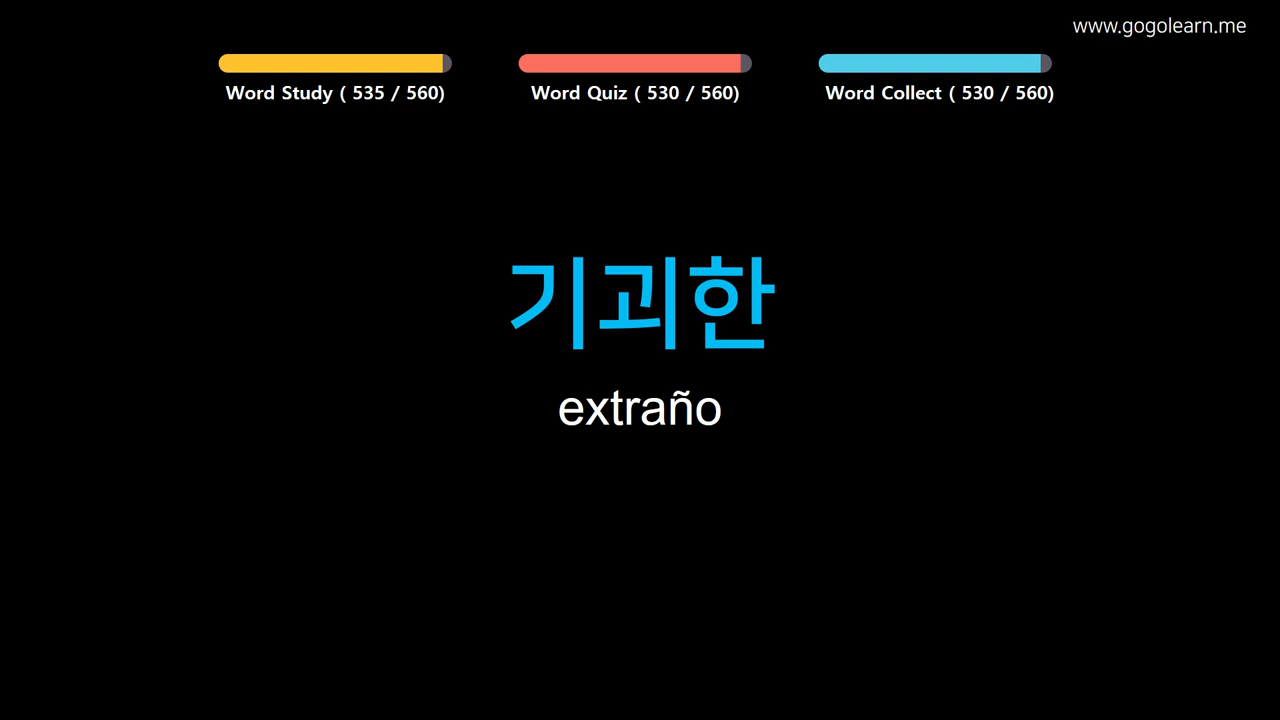 www.gogolearn.me
Word Study ( 535 / 560)
Word Quiz ( 530 / 560)
Word Collect ( 530 / 560)
기괴한
extraño